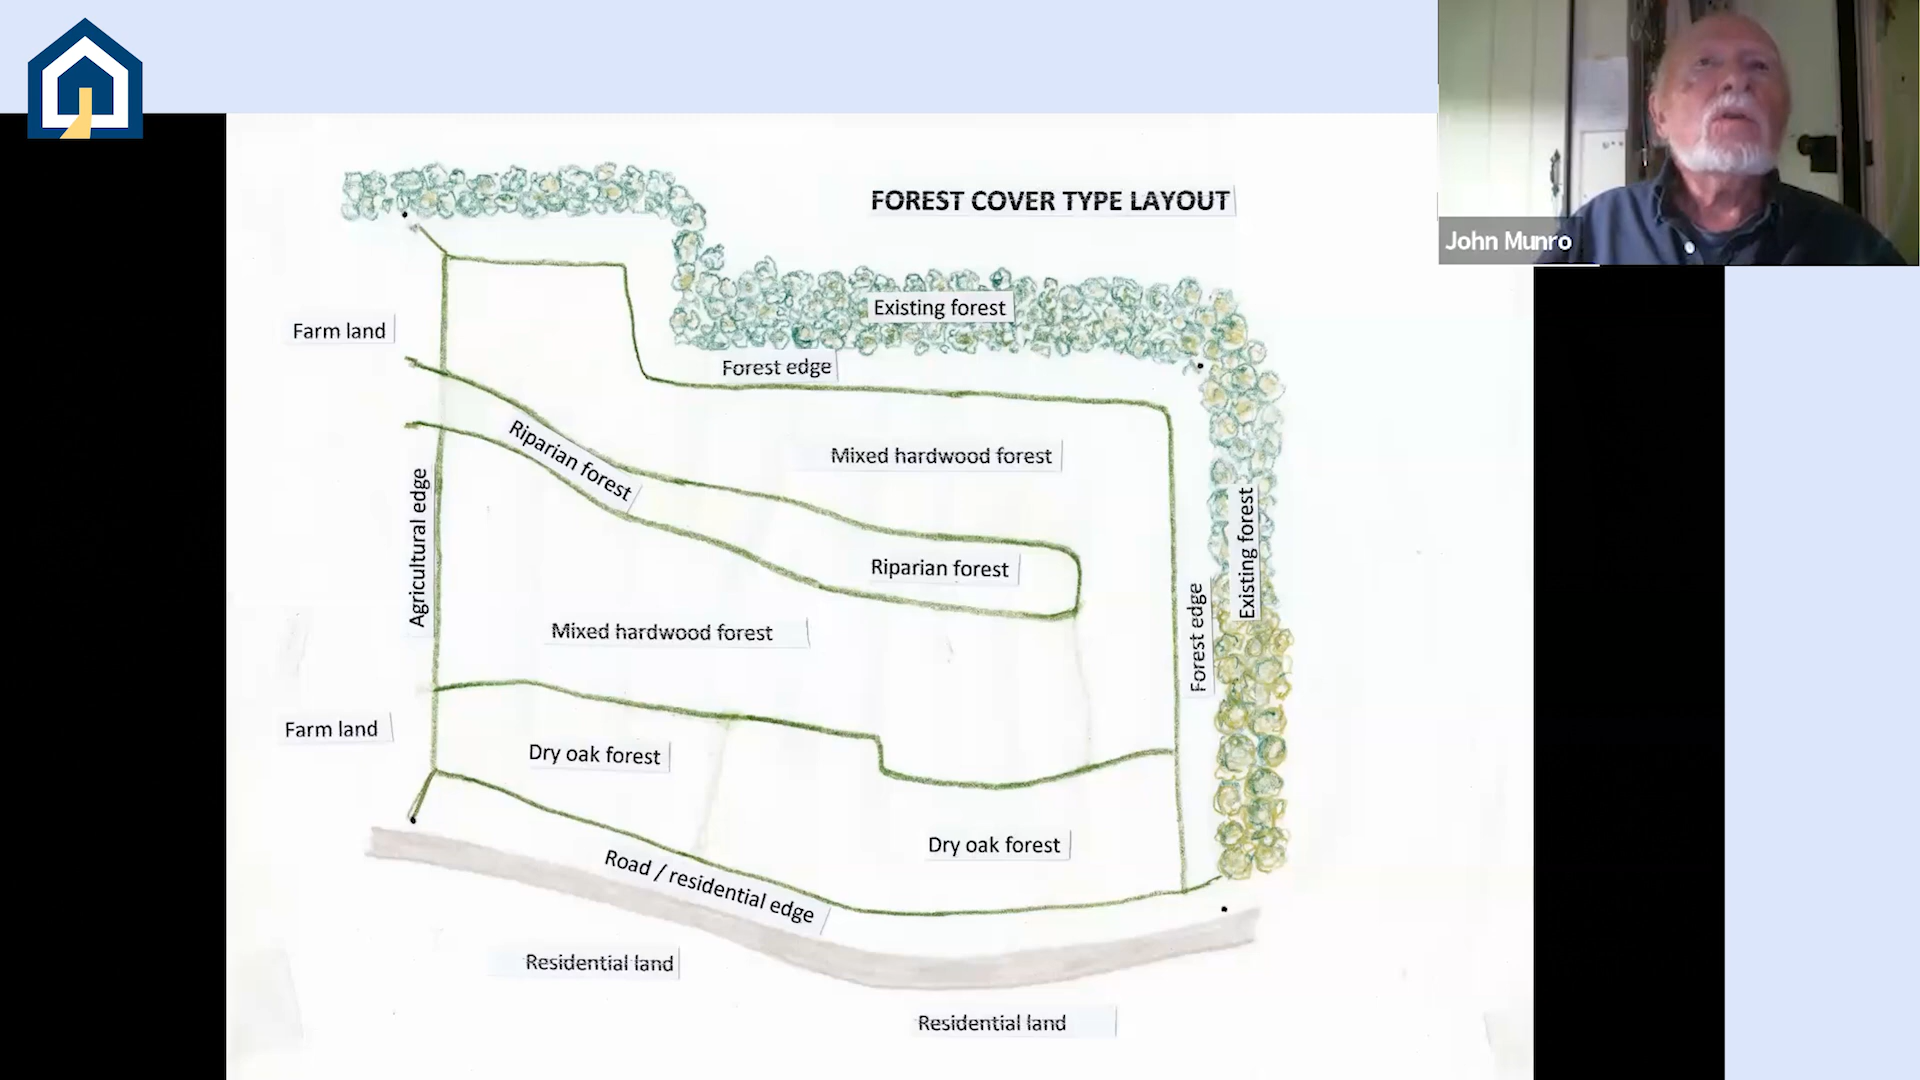 John Munro
FOREST COVER TYPE LAYOUT
Existing forest
Farm land
Forest edge
Riparian forest
Mixed hardwood forest
Agricultural edge
Existing forest
Riparian forest
Forest edge
Mixed hardwood forest
Farm land
Dry oak forest
Dry oak forest
Road / residential edge
Residential land
Residential land